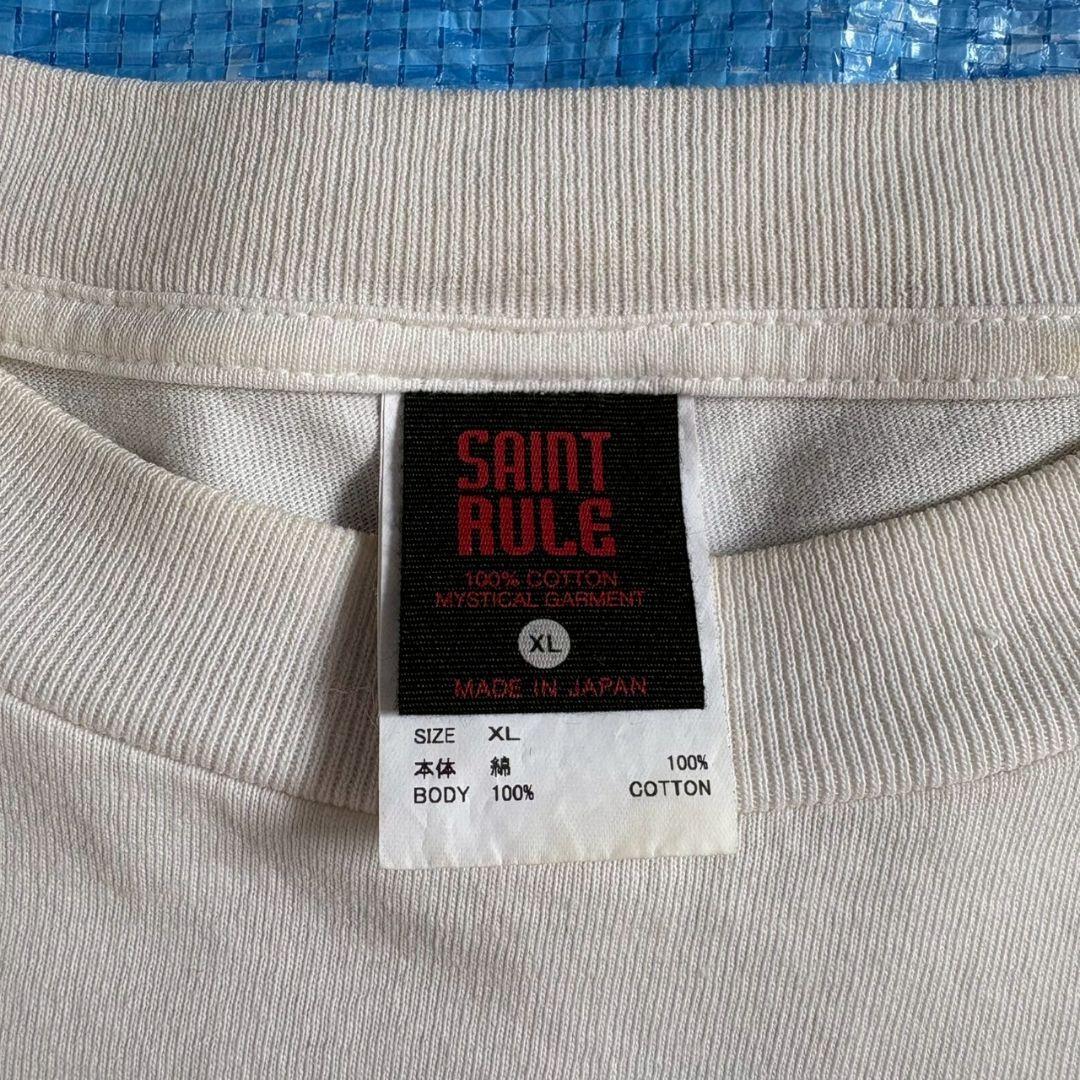 SAINT
RULE
100% COTTON
MYSTICAL GARMENT
XL
MADE IN JAPAN
SIZE XL
本体 綿 100%
BODY 100% COTTON